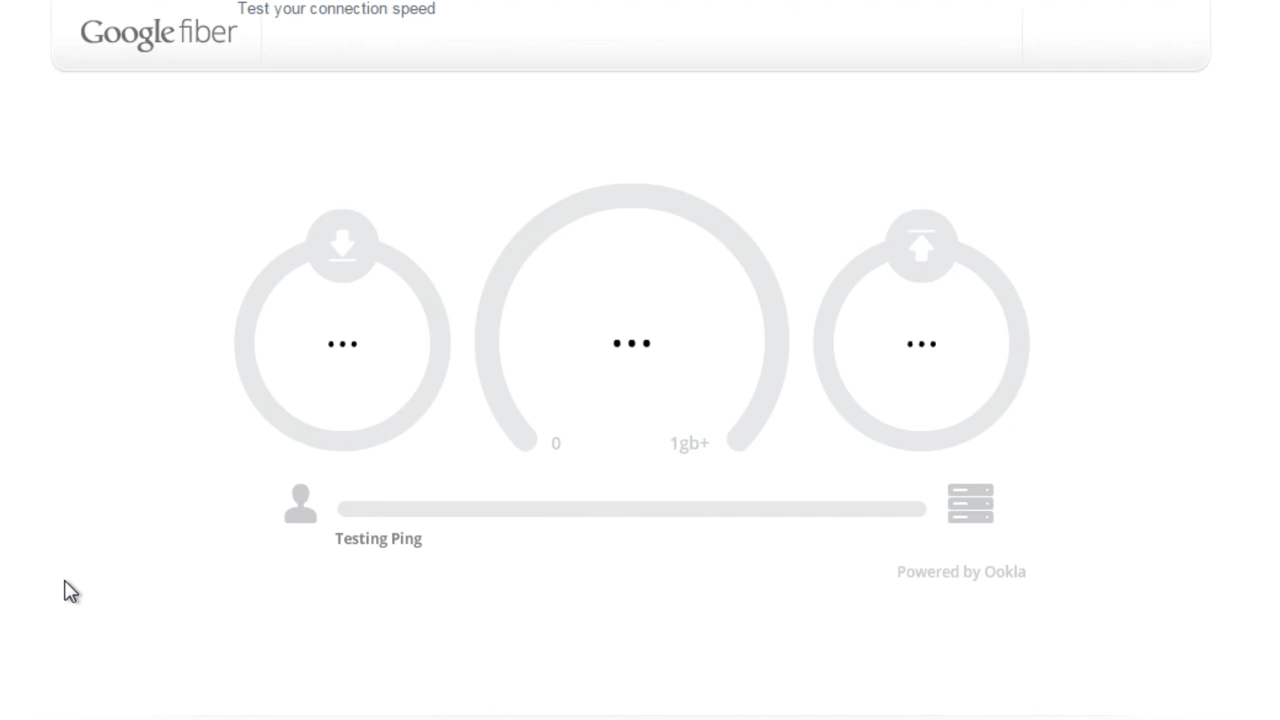 Test your connection speed
Google fiber
...
...
...
0
1gb+
Testing Ping
Powered by Ookla